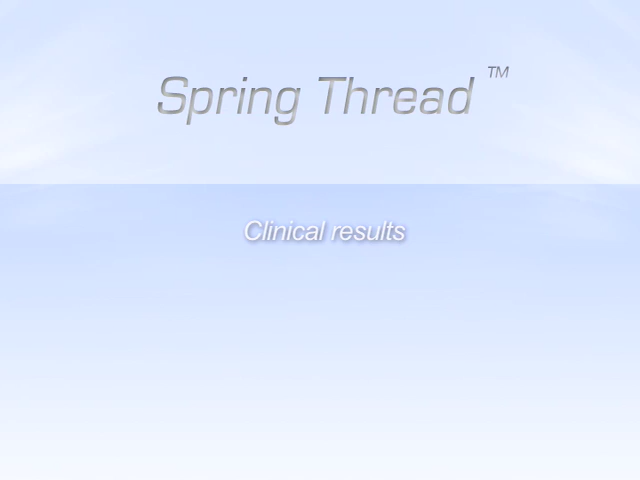 Spring Thread ™
Clinical results